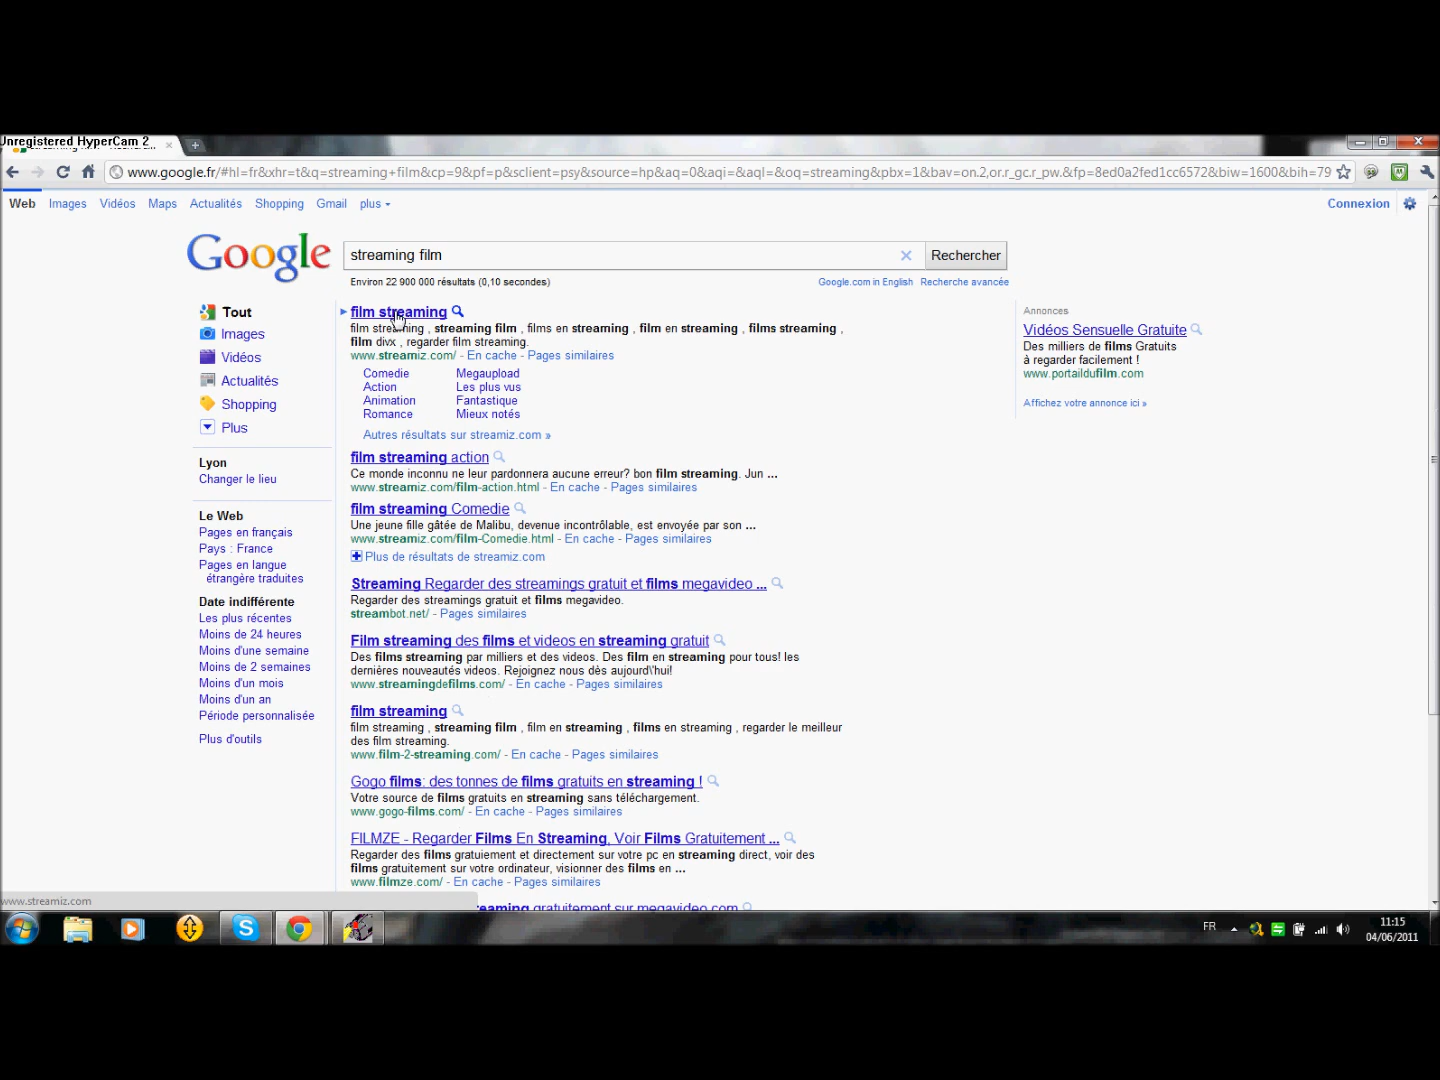 Unregistered HyperCam 2
www.google.fr/#hl=fr&xhr=t&q=streaming+film&cp=9&pf=p&sclient=psy&source=hp&aq=0&aqi=&aql=&oq=streaming&pbx=1&bav=on.2,or.r_gc.r_pw.&fp=8ed0a2fed1cc6572&biw=1600&bih=79
Web Images Vidéos Maps Actualités Shopping Gmail plus
Connexion
Google
streaming film
Rechercher
Environ 22 900 000 résultats (0,10 secondes)
Google.com in English Recherche avancée
Tout
Images
Vidéos
Actualités
Shopping
Plus
Lyon
Changer le lieu
Le Web
Pages en français
Pays : France
Pages en langue
étrangère traduites
Date indifférente
Les plus récentes
Moins de 24 heures
Moins d'une semaine
Moins de 2 semaines
Moins d'un mois
Moins d'un an
Période personnalisée
Plus d'outils
film streaming
film streaming , streaming film , films en streaming , film en streaming , films streaming ,
film divx , regarder film streaming.
www.streamiz.com/ - En cache - Pages similaires
Comedie Megaupload
Action Les plus vus
Animation Fantastique
Romance Mieux notés
Autres résultats sur streamiz.com »
film streaming action
Ce monde inconnu ne leur pardonnera aucune erreur? bon film streaming. Jun ...
www.streamiz.com/film-action.html - En cache - Pages similaires
film streaming Comedie
Une jeune fille gâtée de Malibu, devenue incontrôlable, est envoyée par son ...
www.streamiz.com/film-Comedie.html - En cache - Pages similaires
Plus de résultats de streamiz.com
Streaming Regarder des streamings gratuit et films megavideo ...
Regarder des streamings gratuit et films megavideo.
streambot.net/ - Pages similaires
Film streaming des films et videos en streaming gratuit
Des films streaming par milliers et des videos. Des film en streaming pour tous! les
dernières nouveautés videos. Rejoignez nous dès aujourd\'hui!
www.streamingdefilms.com/ - En cache - Pages similaires
film streaming
film streaming , streaming film , film en streaming , films en streaming , regarder le meilleur
des film streaming.
www.film-2-streaming.com/ - En cache - Pages similaires
Gogo films: des tonnes de films gratuits en streaming !
Votre source de films gratuits en streaming sans téléchargement.
www.gogo-films.com/ - En cache - Pages similaires
FILMZE - Regarder Films En Streaming, Voir Films Gratuitement ...
Regarder des films gratuiement et directement sur votre pc en streaming direct, voir des
films gratuitement sur votre ordinateur, visionner des films en ...
www.filmze.com/ - En cache - Pages similaires
eaming gratuitement sur megavideo.com
Annonces
Vidéos Sensuelle Gratuite
Des milliers de films Gratuits
à regarder facilement !
www.portaildufilm.com
Affichez votre annonce ici »
www.streamiz.com
FR
11:15
04/06/2011